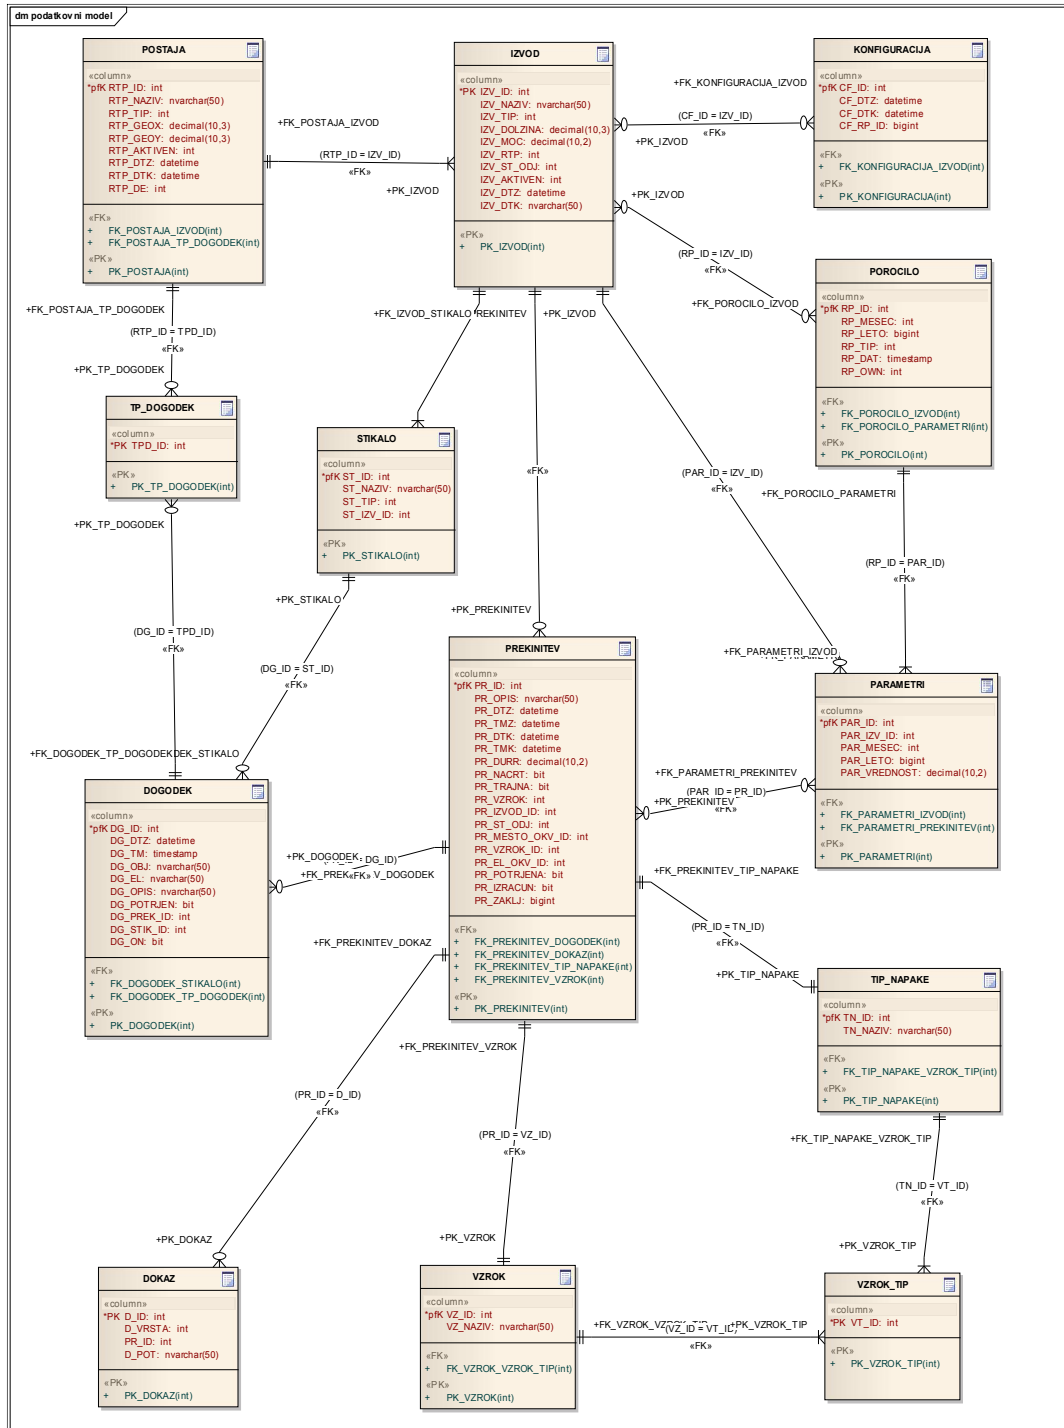 dm podatkovni model
POSTAJA
«column»
*pfK RTP_ID: int
RTP_NAZIV: nvarchar(50)
RTP_TIP: int
RTP_GEOX: decimal(10,3)
RTP_GEOY: decimal(10,3)
RTP_AKTIVEN: int
RTP_DTZ: datetime
RTP_DTK: datetime
RTP_DE: int
«FK»
+ FK_POSTAJA_IZVOD(int)
+ FK_POSTAJA_TP_DOGODEK(int)
«PK»
+ PK_POSTAJA(int)
+FK_POSTAJA_IZVOD
(RTP_ID = IZV_ID)
«FK»
+PK_IZVOD
IZVOD
«column»
*PK IZV_ID: int
IZV_NAZIV: nvarchar(50)
IZV_TIP: int
IZV_DOLZINA: decimal(10,3)
IZV_MOC: decimal(10,2)
IZV_RTP: int
IZV_ST_ODJ: int
IZV_AKTIVEN: int
IZV_DTZ: datetime
IZV_DTK: nvarchar(50)
«PK»
+ PK_IZVOD(int)
+FK_KONFIGURACIJA_IZVOD
(CF_ID = IZV_ID)
«FK»
+PK_IZVOD
KONFIGURACIJA
«column»
*pfK CF_ID: int
CF_DTZ: datetime
CF_DTK: datetime
CF_RP_ID: bigint
«FK»
+ FK_KONFIGURACIJA_IZVOD(int)
«PK»
+ PK_KONFIGURACIJA(int)
+PK_IZVOD
(RP_ID = IZV_ID)
«FK»
+FK_POROCILO_IZVOD
POROCILO
«column»
*pfK RP_ID: int
RP_MESEC: int
RP_LETO: bigint
RP_TIP: int
RP_DAT: timestamp
RP_OWN: int
«FK»
+ FK_POROCILO_IZVOD(int)
+ FK_POROCILO_PARAMETRI(int)
«PK»
+ PK_POROCILO(int)
+FK_POSTAJA_TP_DOGODEK
(RTP_ID = TPD_ID)
«FK»
+PK_TP_DOGODEK
TP_DOGODEK
«column»
*PK TPD_ID: int
«PK»
+ PK_TP_DOGODEK(int)
+PK_TP_DOGODEK
(DG_ID = TPD_ID)
«FK»
+FK_IZVOD_STIKALO
PREKINITEV
+PK_IZVOD
STIKALO
«column»
*pfK ST_ID: int
ST_NAZIV: nvarchar(50)
ST_TIP: int
ST_IZV_ID: int
«PK»
+ PK_STIKALO(int)
+PK_STIKALO
(DG_ID = ST_ID)
«FK»
«FK»
+PK_PREKINITEV
(PAR_ID = IZV_ID)
«FK»
+FK_PARAMETRI_IZVOD
+FK_POROCILO_PARAMETRI
(RP_ID = PAR_ID)
«FK»
+FK_DOGODEK_TP_DOGODEK
DEK_STIKALO
DOGODEK
«column»
*pfK DG_ID: int
DG_DTZ: datetime
DG_TM: timestamp
DG_OBJ: nvarchar(50)
DG_EL: nvarchar(50)
DG_OPIS: nvarchar(50)
DG_POTRJEN: bit
DG_PREK_ID: int
DG_STIK_ID: int
DG_ON: bit
«FK»
+ FK_DOGODEK_STIKALO(int)
+ FK_DOGODEK_TP_DOGODEK(int)
«PK»
+ PK_DOGODEK(int)
PREKINITEV
«column»
*pfK PR_ID: int
PR_OPIS: nvarchar(50)
PR_DTZ: datetime
PR_TMZ: datetime
PR_DTK: datetime
PR_TMK: datetime
PR_DURR: decimal(10,2)
PR_NACRT: bit
PR_TRAJNA: bit
PR_VZROK: int
PR_IZVOD_ID: int
PR_ST_ODJ: int
PR_MESTO_OKV_ID: int
PR_VZROK_ID: int
PR_EL_OKV_ID: int
PR_POTRJENA: bit
PR_IZRACUN: bit
PR_ZAKLJ: bigint
«FK»
+ FK_PREKINITEV_DOGODEK(int)
+ FK_PREKINITEV_DOKAZ(int)
+ FK_PREKINITEV_TIP_NAPAKE(int)
+ FK_PREKINITEV_VZROK(int)
«PK»
+ PK_PREKINITEV(int)
PARAMETRI
«column»
*pfK PAR_ID: int
PAR_IZV_ID: int
PAR_MESEC: int
PAR_LETO: bigint
PAR_VREDNOST: decimal(10,2)
«FK»
+ FK_PARAMETRI_IZVOD(int)
+ FK_PARAMETRI_PREKINITEV(int)
«PK»
+ PK_PARAMETRI(int)
+FK_PARAMETRI_PREKINITEV
(PAR_ID = PR_ID)
+PK_PREKINITEV
«FK»
+PK_DOGODEK
DG_ID)
+FK_PREK
«FK»
V_DOGODEK
+FK_PREKINITEV_DOKAZ
(PR_ID = D_ID)
«FK»
+PK_DOKAZ
+FK_PREKINITEV_TIP_NAPAKE
(PR_ID = TN_ID)
«FK»
+PK_TIP_NAPAKE
TIP_NAPAKE
«column»
*pfK TN_ID: int
TN_NAZIV: nvarchar(50)
«FK»
+ FK_TIP_NAPAKE_VZROK_TIP(int)
«PK»
+ PK_TIP_NAPAKE(int)
+FK_PREKINITEV_VZROK
(PR_ID = VZ_ID)
«FK»
+PK_VZROK
+FK_TIP_NAPAKE_VZROK_TIP
(TN_ID = VT_ID)
«FK»
+PK_VZROK_TIP
DOKAZ
«column»
*PK D_ID: int
D_VRSTA: int
PR_ID: int
D_POT: nvarchar(50)
«PK»
+ PK_DOKAZ(int)
VZROK
«column»
*pfK VZ_ID: int
VZ_NAZIV: nvarchar(50)
«FK»
+ FK_VZROK_VZROK_TIP(int)
«PK»
+ PK_VZROK(int)
(VZ_ID = VT_ID)
+PK_VZROK_TIP
«FK»
VZROK_TIP
«column»
*PK VT_ID: int
«PK»
+ PK_VZROK_TIP(int)